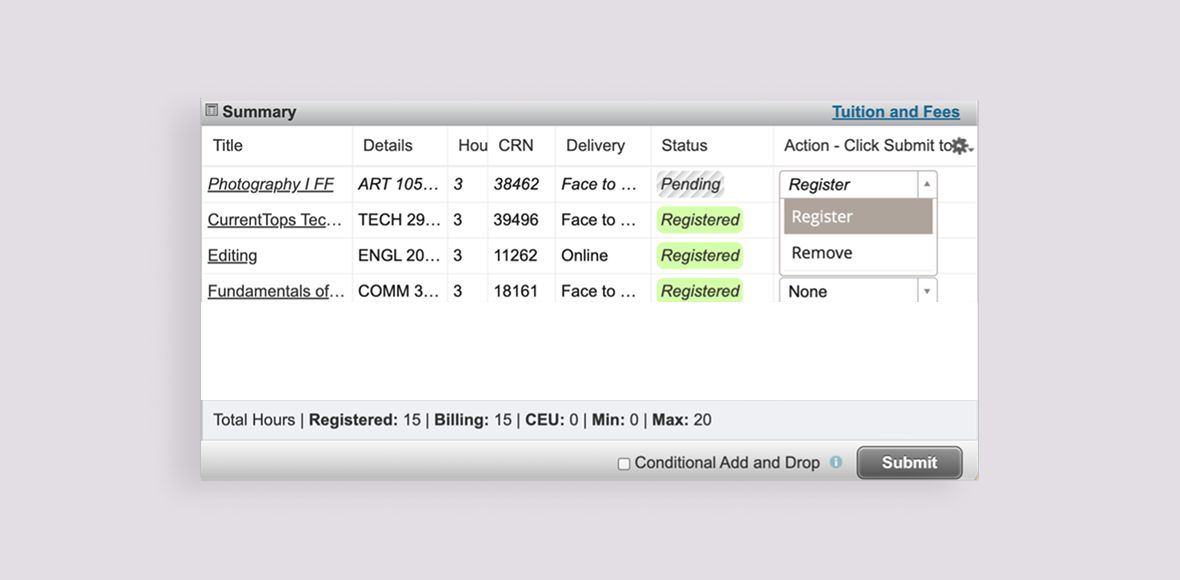 Summary Tuition and Fees
Title Details Hou CRN Delivery Status Action - Click Submit to
Photography I FF ART 105... 3 38462 Face to ... Pending Register
CurrentTops Tec... TECH 29... 3 39496 Face to ... Registered Register
Editing ENGL 20... 3 11262 Online Registered Remove
Fundamentals of... COMM 3... 3 18161 Face to ... Registered None
Total Hours | Registered: 15 | Billing: 15 | CEU: 0 | Min: 0 | Max: 20
Conditional Add and Drop i Submit